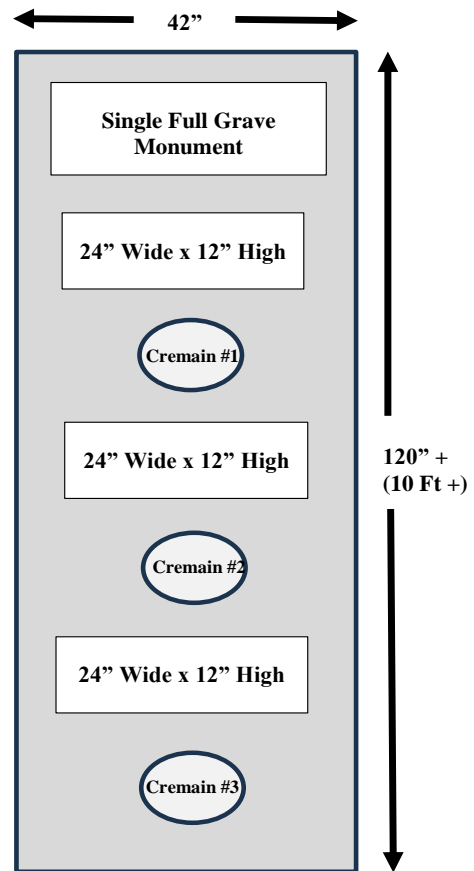 42”
Single Full Grave
Monument
24” Wide x 12” High
Cremain #1
24” Wide x 12” High
120” +
(10 Ft +)
Cremain #2
24” Wide x 12” High
Cremain #3